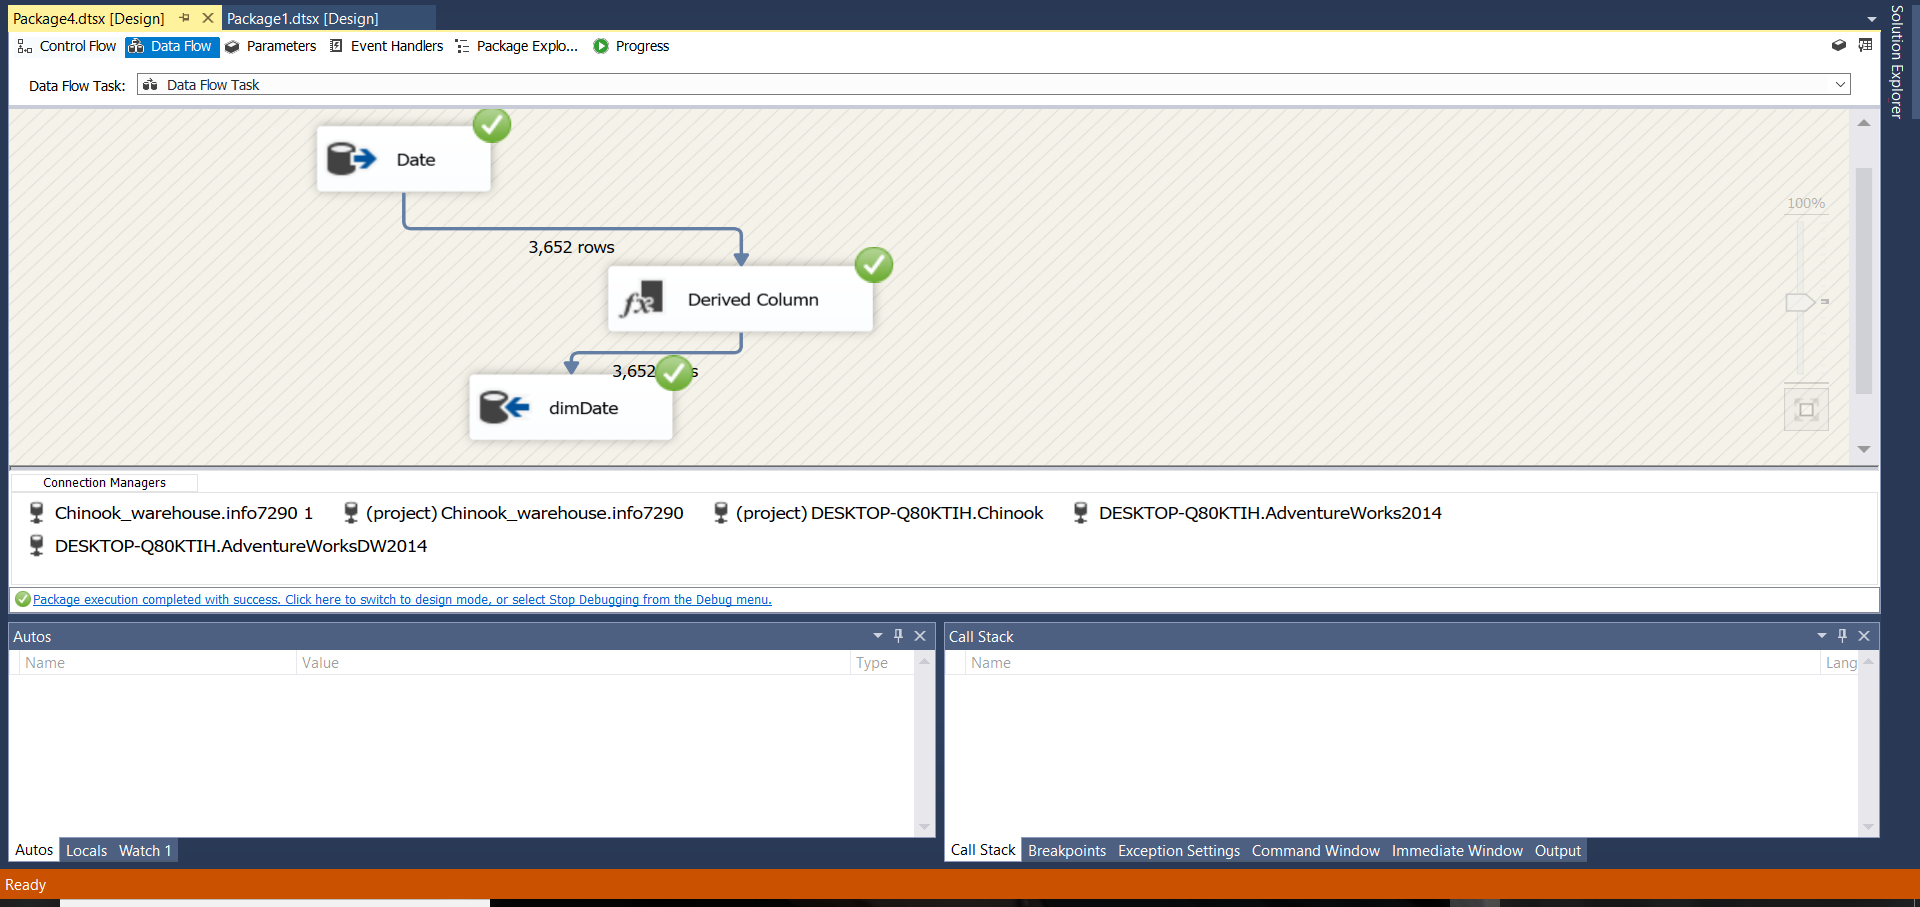 Package4.dtsx [Design] Package1.dtsx [Design]
Solution Explorer
Control Flow Data Flow Parameters Event Handlers Package Explo... Progress
Data Flow Task: Data Flow Task
Date
100%
3,652 rows
fx Derived Column
3,652 s
dimDate
Connection Managers
Chinook_warehouse.info7290 1 (project) Chinook_warehouse.info7290 (project) DESKTOP-Q80KTIH.Chinook DESKTOP-Q80KTIH.AdventureWorks2014
DESKTOP-Q80KTIH.AdventureWorksDW2014
Package execution completed with success. Click here to switch to design mode, or select Stop Debugging from the Debug menu.
Autos Call Stack
Name Value Type Name Lang
Autos Locals Watch 1 Call Stack Breakpoints Exception Settings Command Window Immediate Window Output
Ready